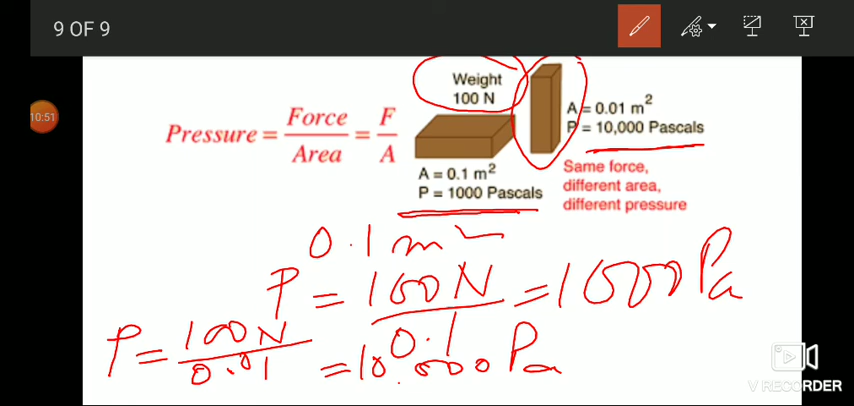 9 OF 9
10:51
Weight
100 N
Pressure = Force / Area = F / A
A = 0.01 m²
P = 10,000 Pascals
A = 0.1 m²
P = 1000 Pascals
Same force,
different area,
different pressure
0.1 m²
P = 100 N / 0.1 = 1000 Pa
P = 100 N / 0.01 = 10.000 Pa
V RECORDER